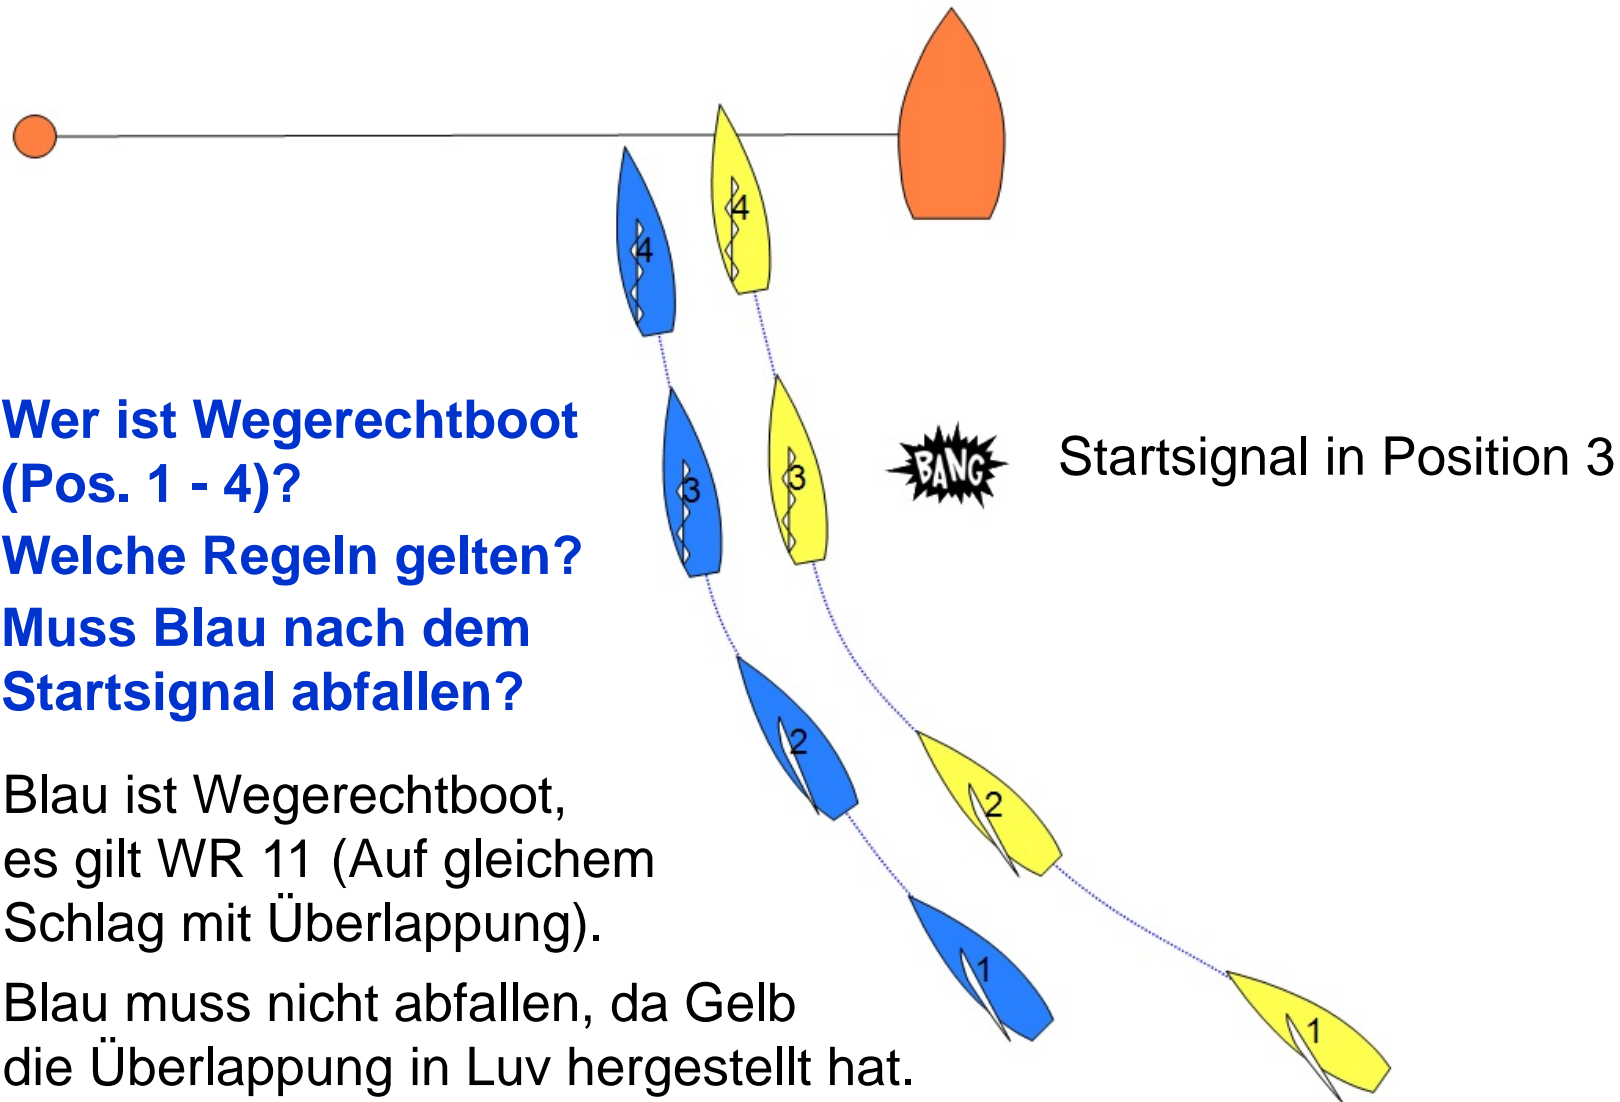 4
4
Wer ist Wegerechtboot
(Pos. 1 - 4)?
Welche Regeln gelten?
Muss Blau nach dem
Startsignal abfallen?
3
3
BANG
Startsignal in Position 3
2
2
Blau ist Wegerechtboot,
es gilt WR 11 (Auf gleichem
Schlag mit Überlappung).
1
1
Blau muss nicht abfallen, da Gelb
die Überlappung in Luv hergestellt hat.